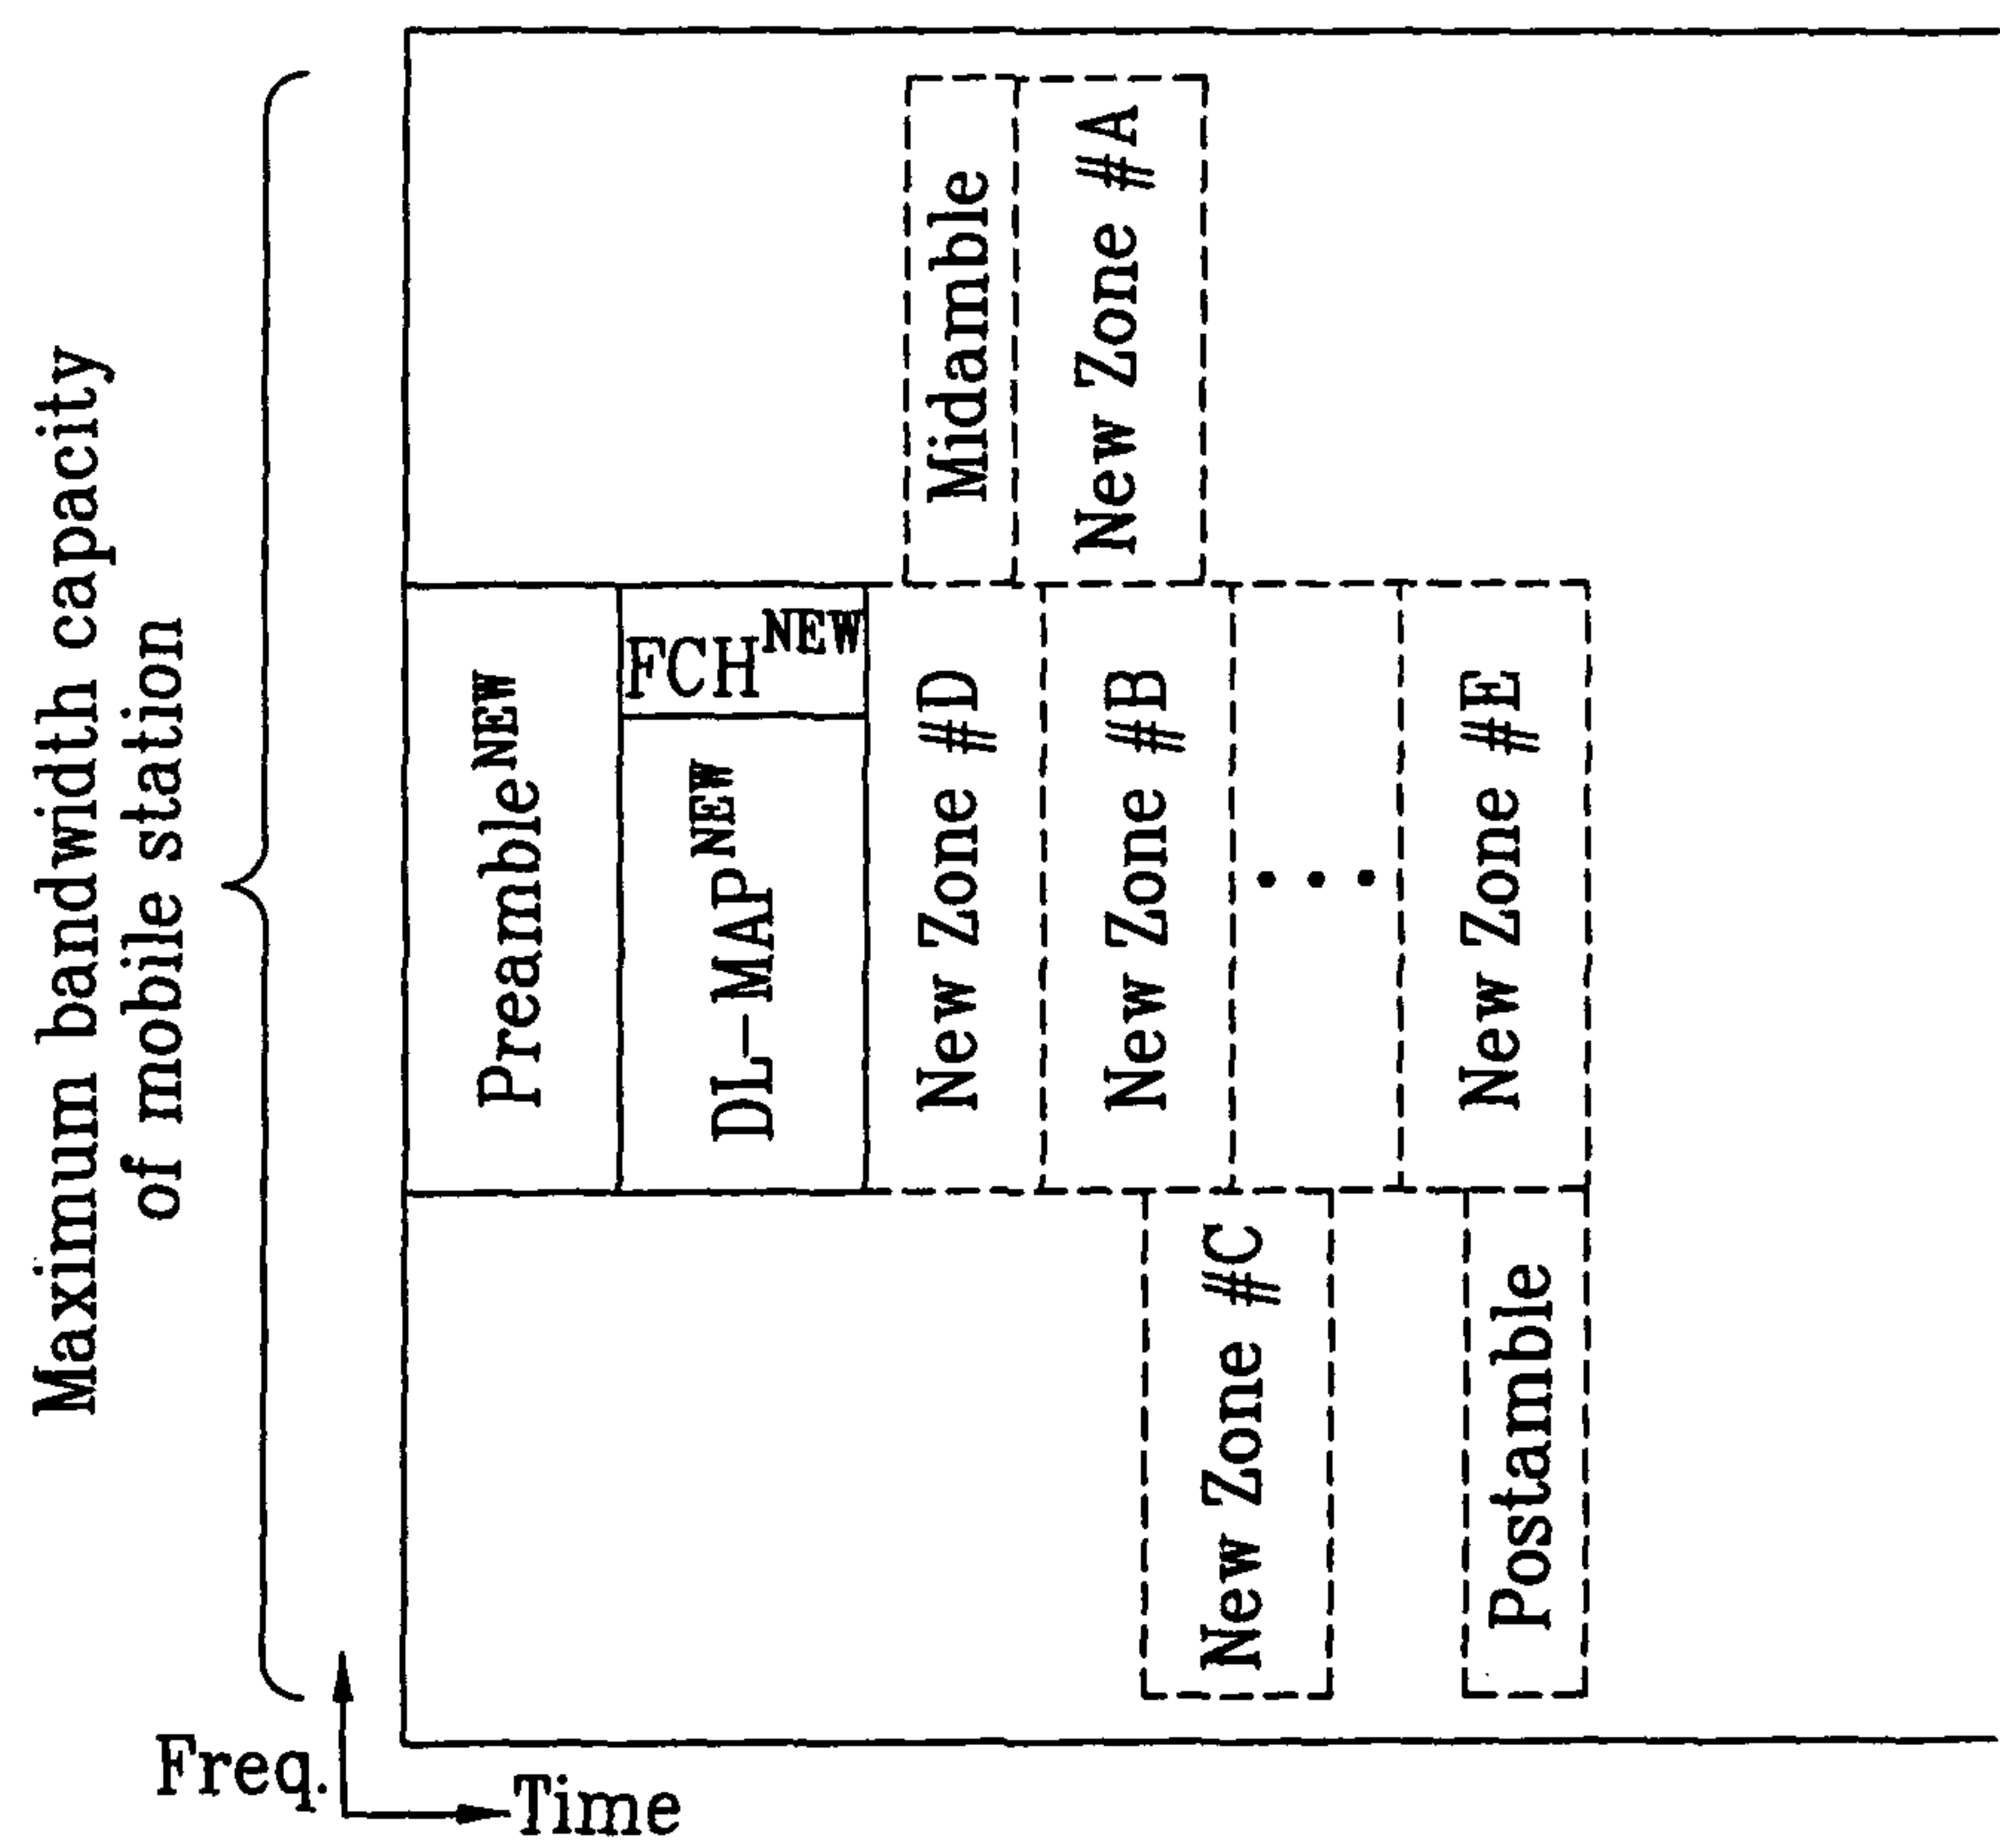 Maximum bandwidth capacity
of mobile station
Midamble
New Zone #A
Preamble NEW
FCH NEW
DL-MAP NEW
New Zone #D
New Zone #B
• • •
New Zone #E
New Zone #C
Postamble
Freq.
Time